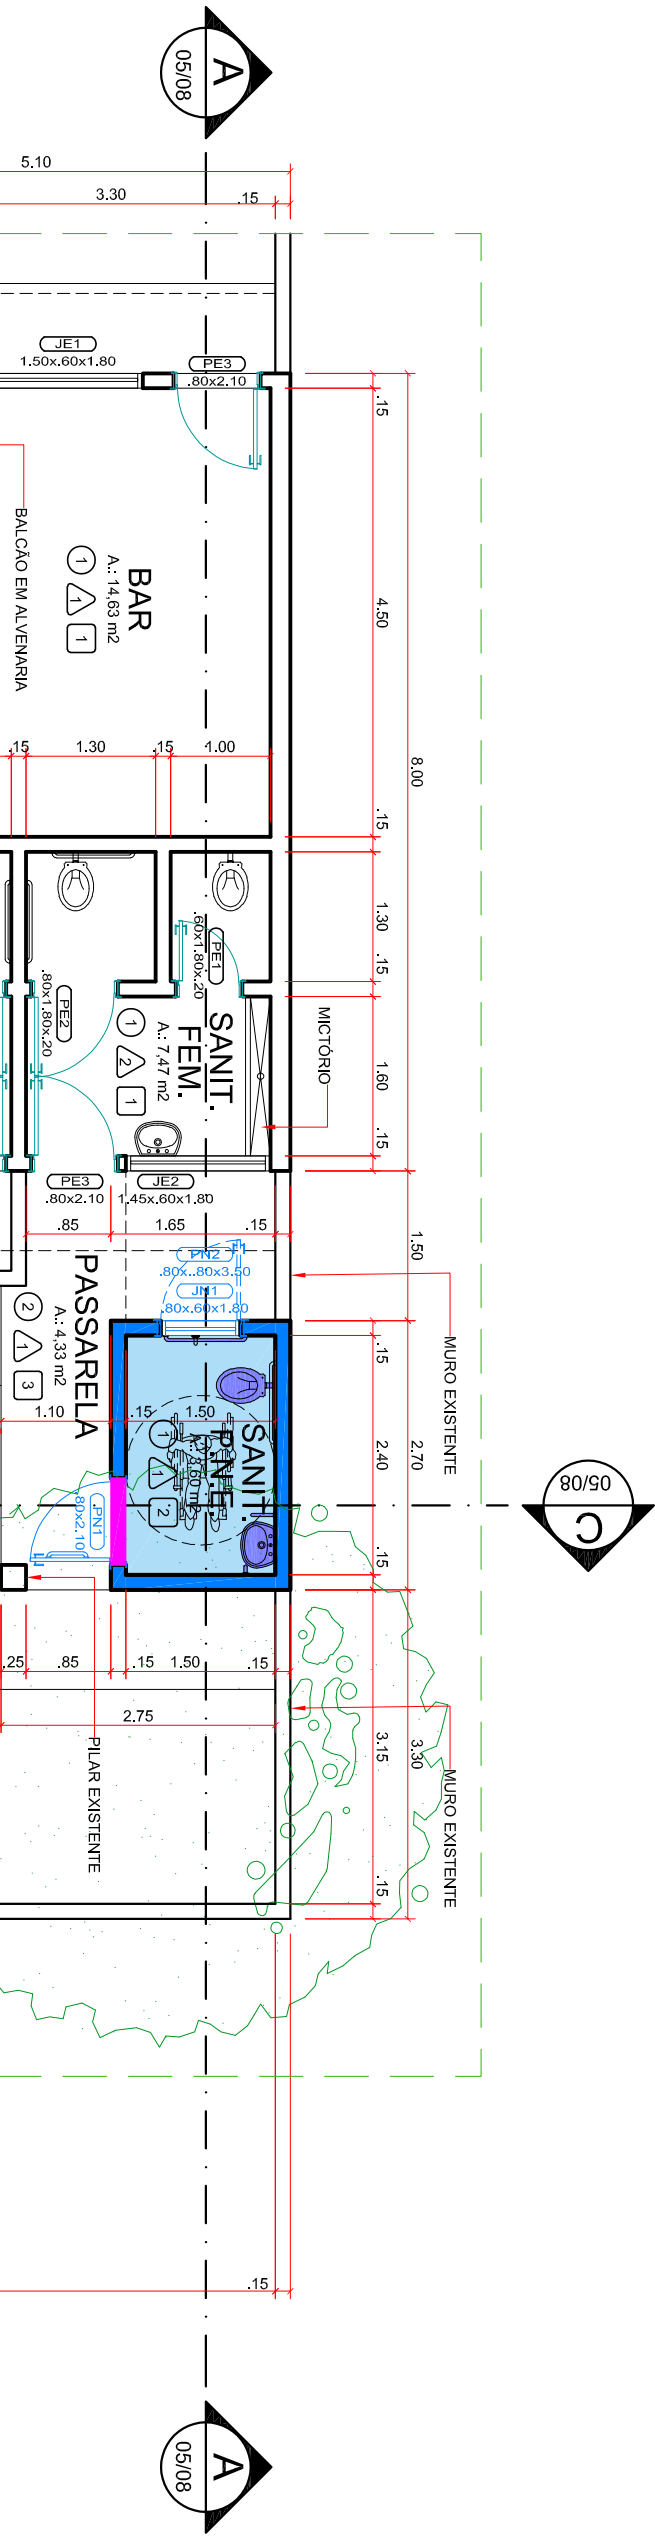 A
05/08
5.10
3.30
.15
JE1
1.50x.60x1.80
PE3
.80x2.10
.15
4.50
8.00
BALCÃO EM ALVENARIA
BAR
A.: 14,63 m2
1
1
1
.15
1.30
.15
1.00
.15
1.30
.15
PE1
.60x1.80x.20
PE2
.80x1.80x.20
SANIT.
FEM.
A.: 7,47 m2
1
2
1
MICTÓRIO
1.60
.15
PE3
.80x2.10
JE2
1.45x.60x1.80
.85
1.65
.15
1.50
PN2
.80x.80x3.50
JN1
.80x.60x1.80
MURO EXISTENTE
PASSARELA
A.: 4,33 m2
2
1
3
1.10
.15
1.50
SANIT.
P.N.E.
A.: 3,60 m2
1
1
2
.15
2.40
2.70
.15
PN1
.80x2.10
C
05/08
.25
.85
.15
1.50
.15
2.75
PILAR EXISTENTE
MURO EXISTENTE
3.15
3.30
.15
.15
A
05/08